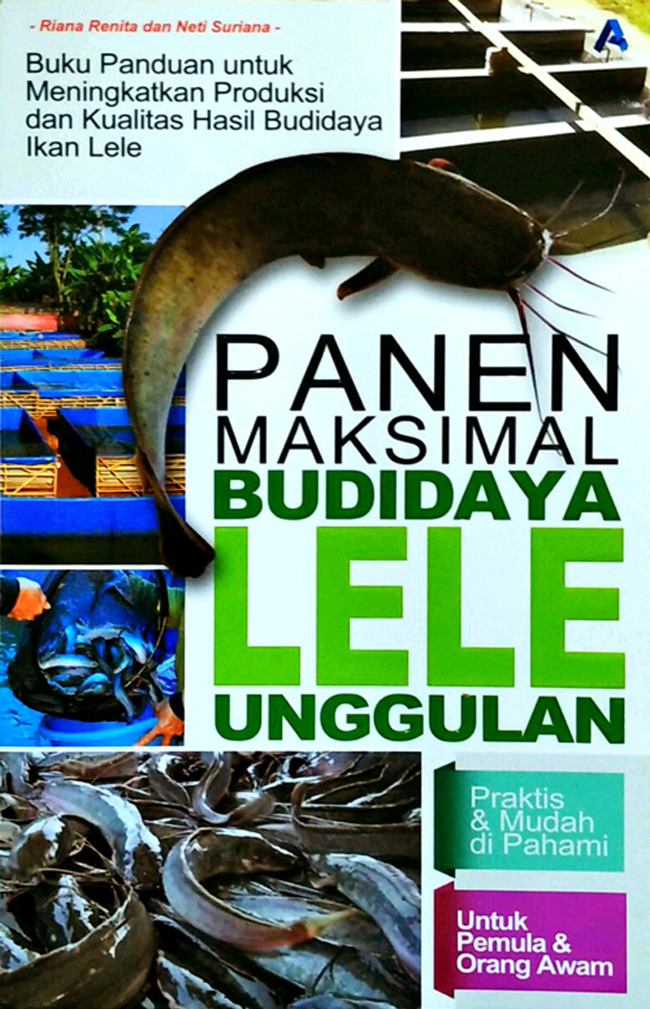 - Riana Renita dan Neti Suriana -
Buku Panduan untuk
Meningkatkan Produksi
dan Kualitas Hasil Budidaya
Ikan Lele
PANEN
MAKSIMAL
BUDIDAYA
LELE
UNGGULAN
Praktis
& Mudah
di Pahami
Untuk
Pemula &
Orang Awam